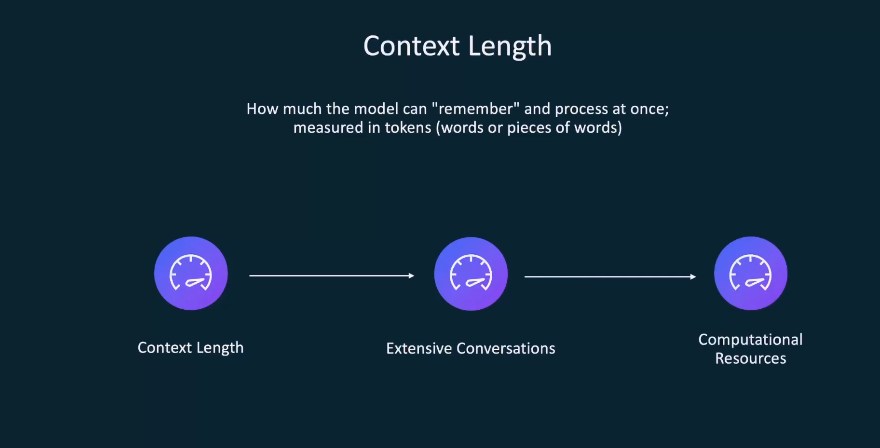 Context Length
How much the model can "remember" and process at once;
measured in tokens (words or pieces of words)
Context Length
Extensive Conversations
Computational
Resources